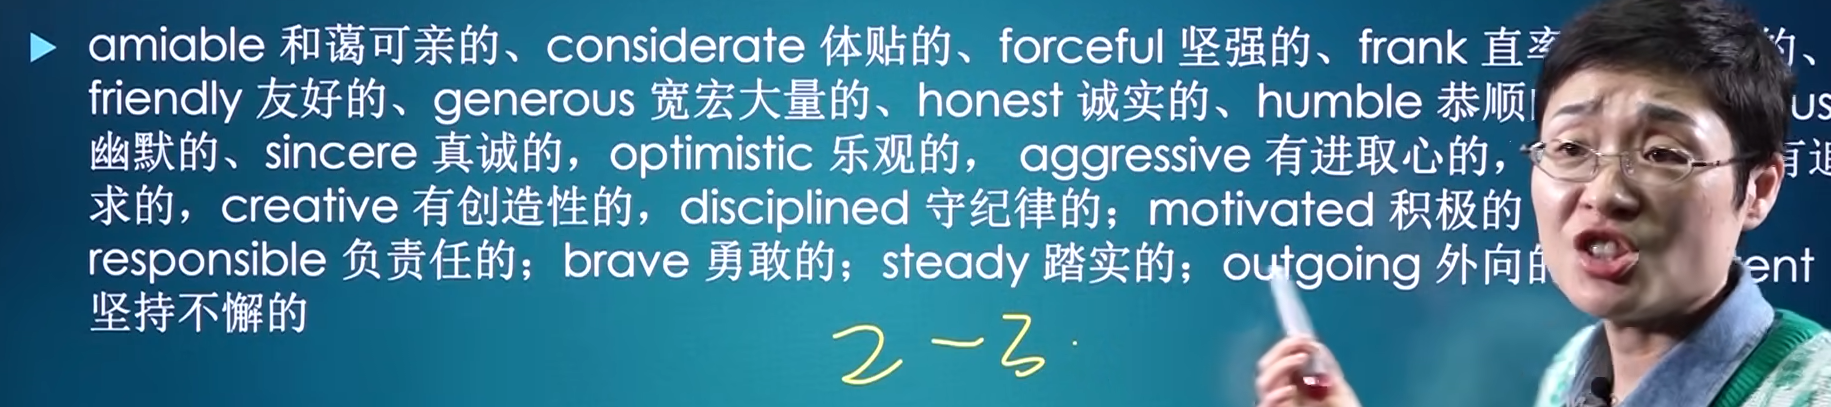 amiable 和蔼可亲的、considerate 体贴的、forceful 坚强的、frank 直率 的、
friendly 友好的、generous 宽宏大量的、honest 诚实的、humble 恭顺 us
幽默的、sincere 真诚的，optimistic 乐观的， aggressive 有进取心的， 有追
求的，creative 有创造性的，disciplined 守纪律的；motivated 积极的
responsible 负责任的；brave 勇敢的；steady 踏实的；outgoing 外向的 ent
坚持不懈的
2-3